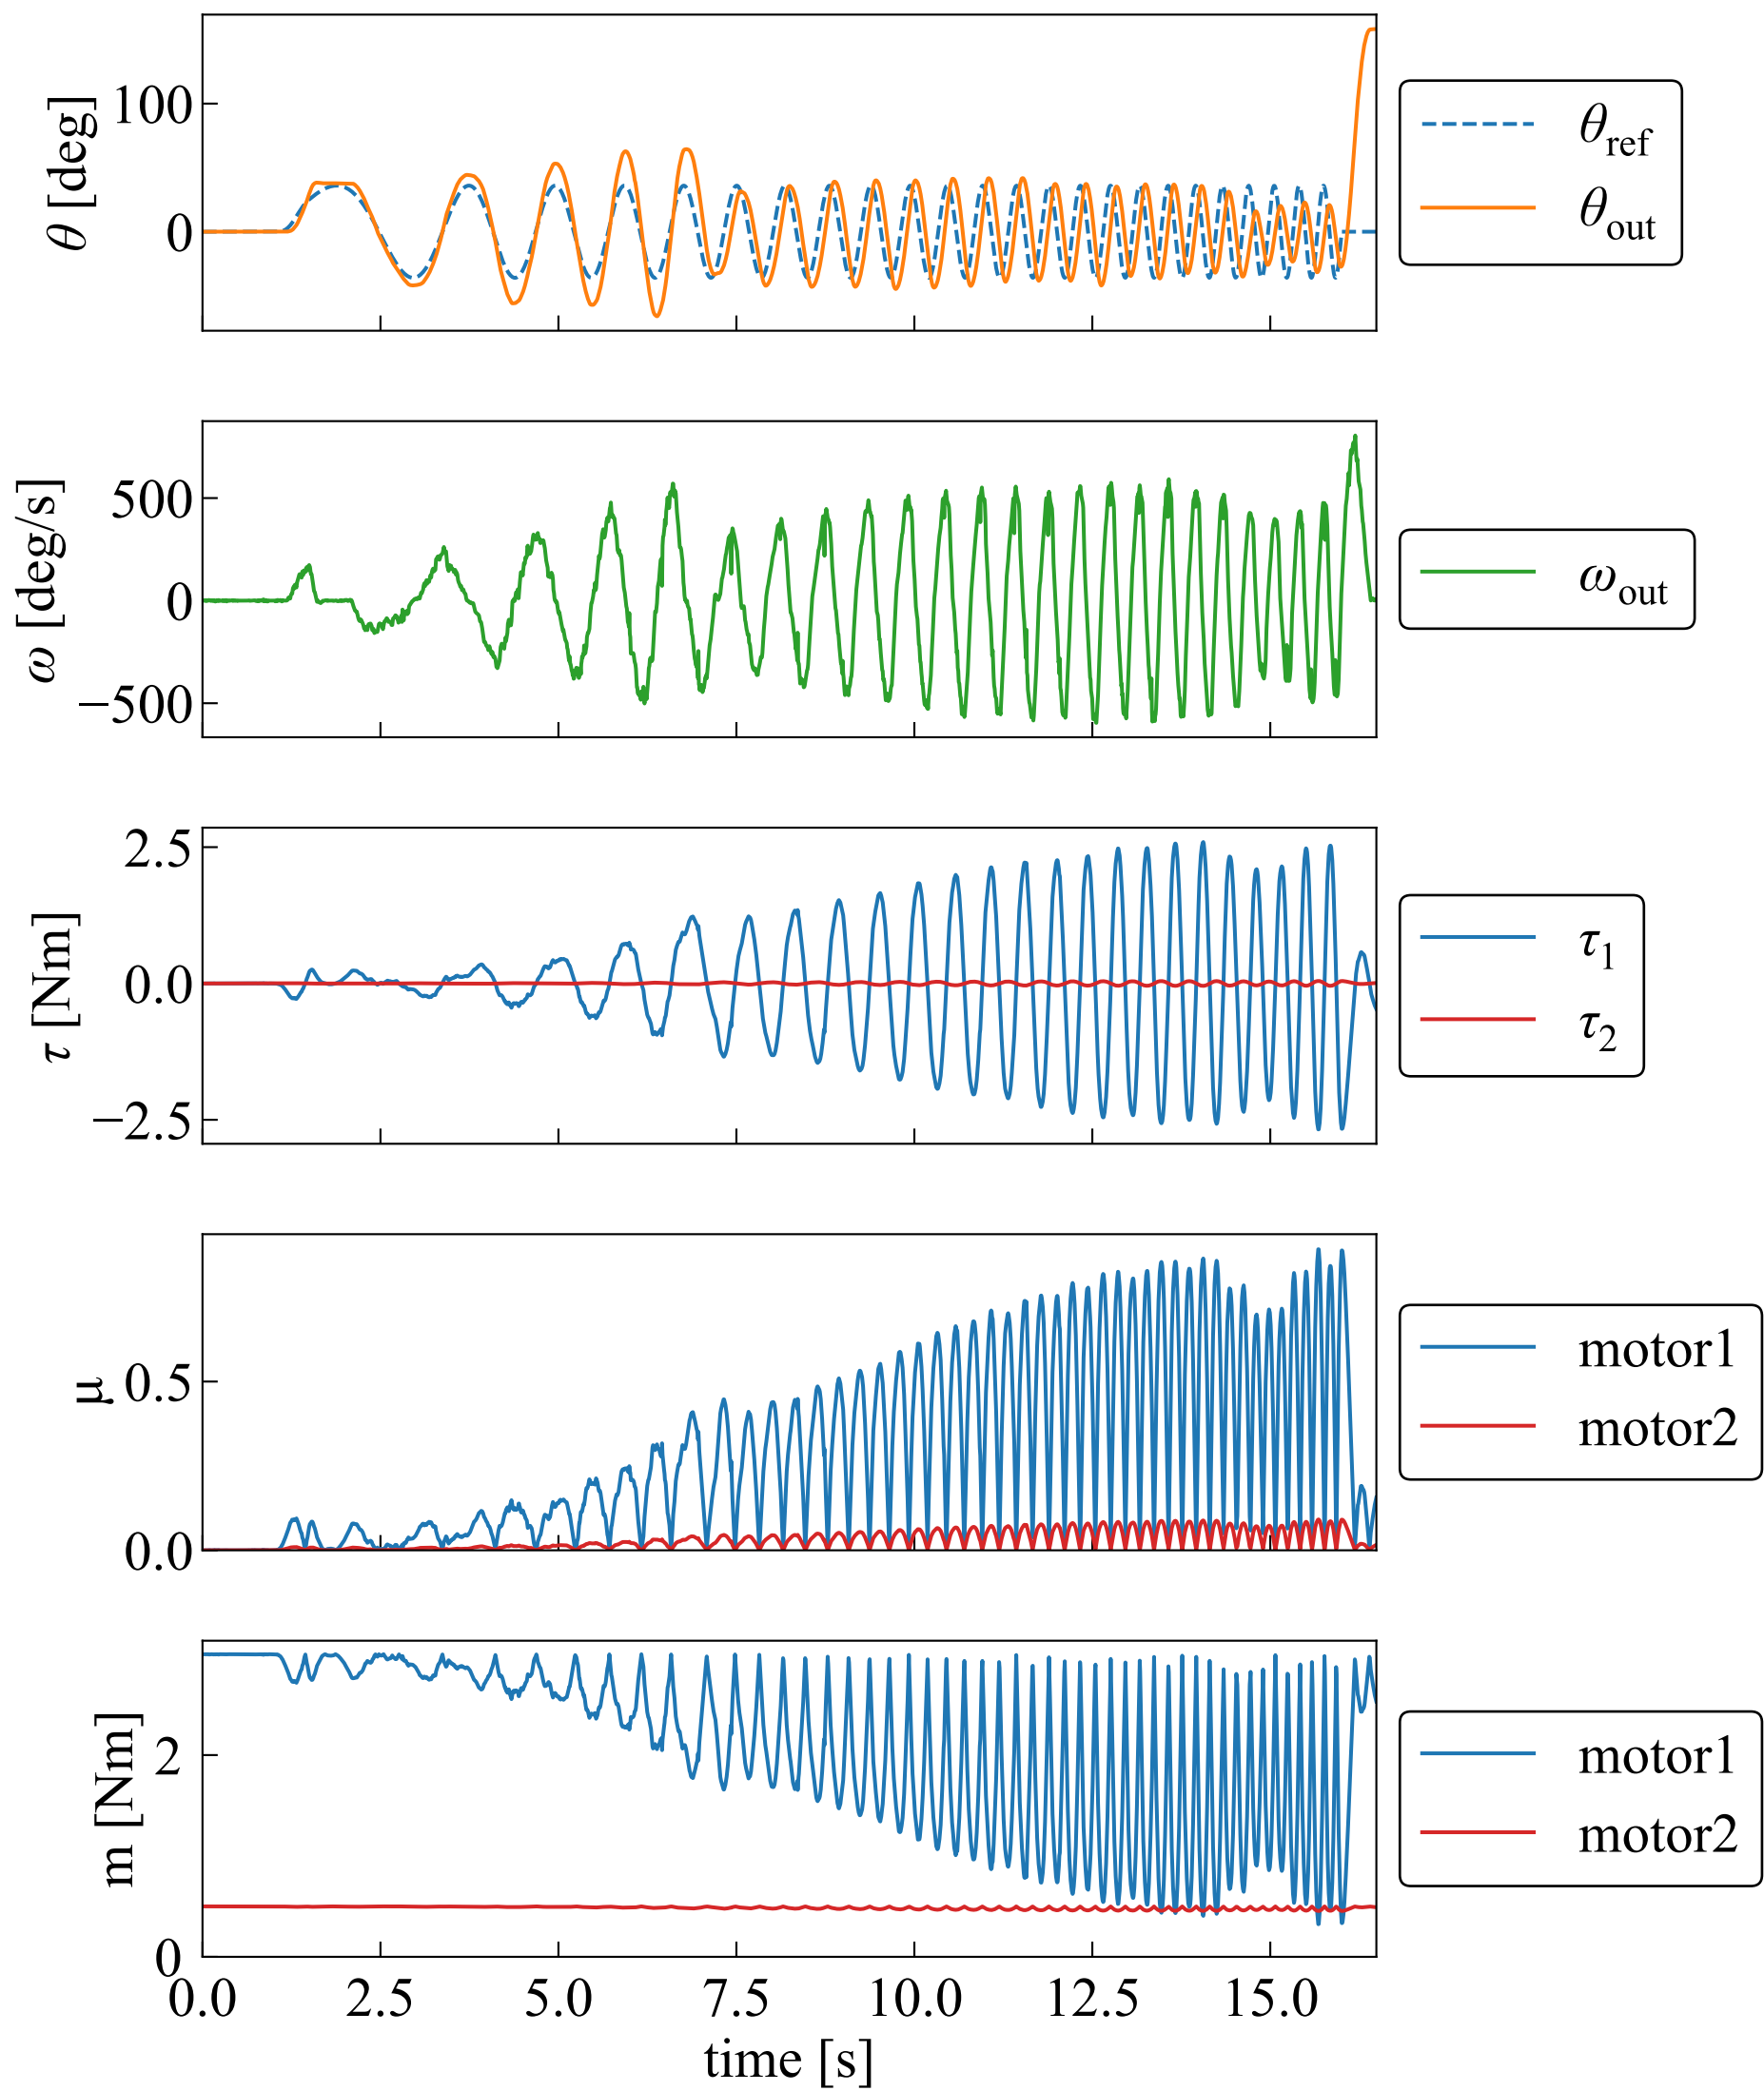 θ [deg]
100
0
θref
θout
ω [deg/s]
500
0
−500
ωout
τ [Nm]
2.5
0.0
−2.5
τ1
τ2
μ
0.5
0.0
motor1
motor2
m [Nm]
2
0
motor1
motor2
0.0 2.5 5.0 7.5 10.0 12.5 15.0
time [s]